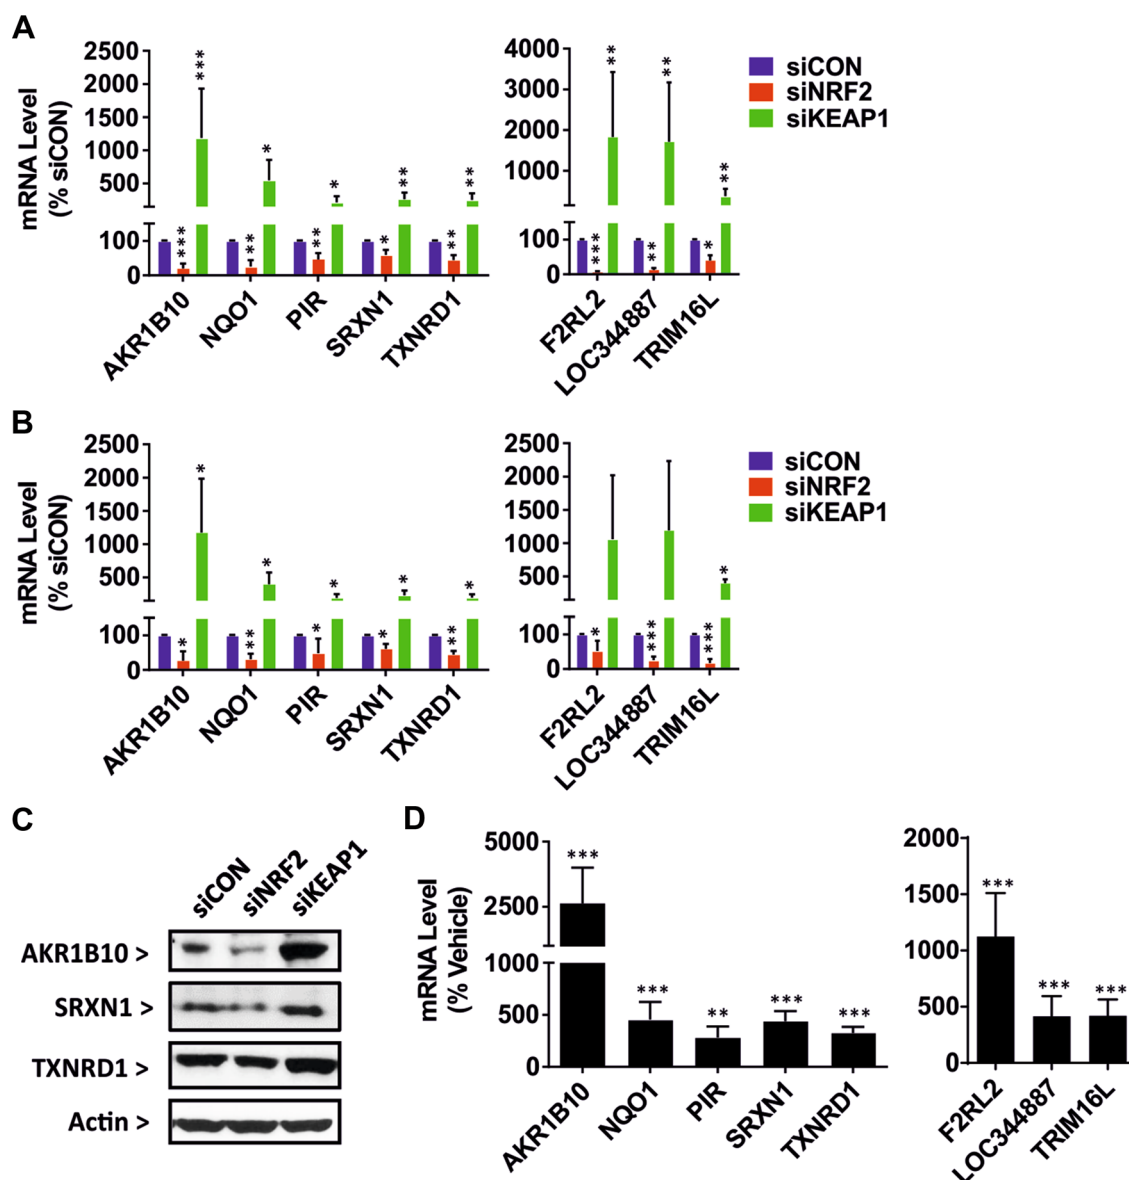 A
mRNA Level
(% siCON)
2500
2000
1500
1000
500
100
0
*** *** ** * ** * * ** ** **
AKR1B10 NQO1 PIR SRXN1 TXNRD1
4000
3000
2000
1000
100
0
*** ** ** ** * **
F2RL2 LOC344887 TRIM16L
siCON
siNRF2
siKEAP1
B
mRNA Level
(% siCON)
2500
2000
1500
1000
500
100
0
* * ** * * * * * ** *
AKR1B10 NQO1 PIR SRXN1 TXNRD1
2500
2000
1500
1000
500
100
0
* *** *** *
F2RL2 LOC344887 TRIM16L
siCON
siNRF2
siKEAP1
C
siCON siNRF2 siKEAP1
AKR1B10 >
SRXN1 >
TXNRD1 >
Actin >
D
mRNA Level
(% Vehicle)
5000
2500
1000
500
0
*** *** ** *** ***
AKR1B10 NQO1 PIR SRXN1 TXNRD1
2000
1500
1000
500
0
*** *** ***
F2RL2 LOC344887 TRIM16L